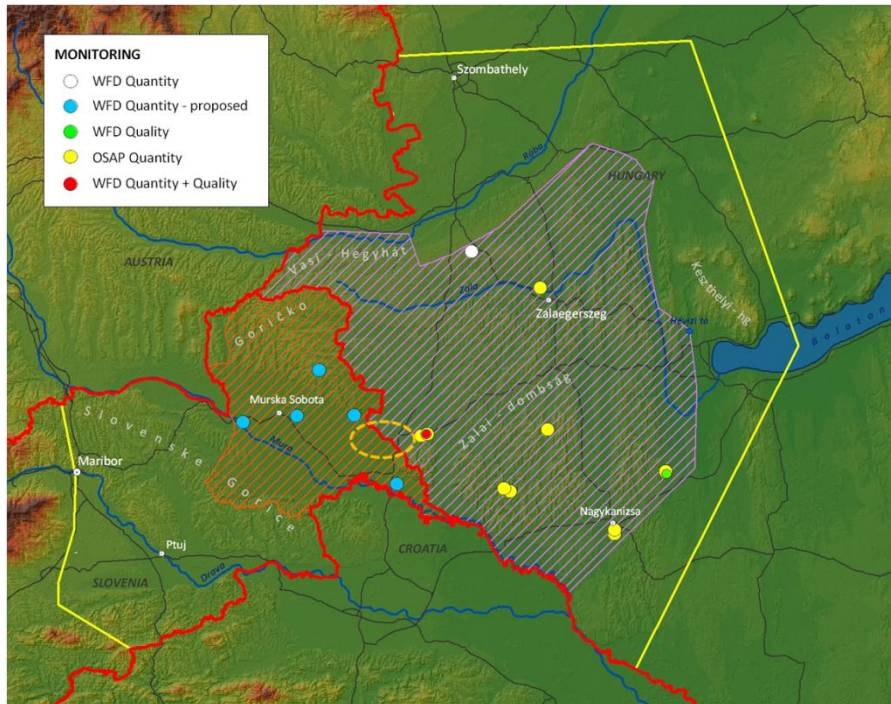 MONITORING
WFD Quantity
WFD Quantity - proposed
WFD Quality
OSAP Quantity
WFD Quantity + Quality
Szombathely
Rába
HUNGARY
AUSTRIA
Vasi - Hegyhát
Zala
Zalaegerszeg
Keszthelyi - hg
Hévízi tó
Balaton
Goričko
Murska Sobota
Zalai - dombság
Slovenske Gorice
Mura
Maribor
Nagykanizsa
Ptuj
CROATIA
SLOVENIA
Drava